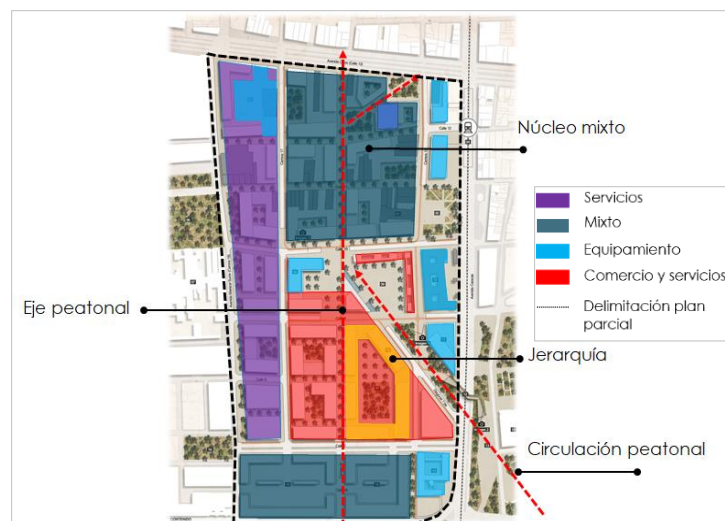 Núcleo mixto
Servicios
Mixto
Equipamiento
Comercio y servicios
Delimitación plan
parcial
Eje peatonal
Jerarquía
Circulación peatonal